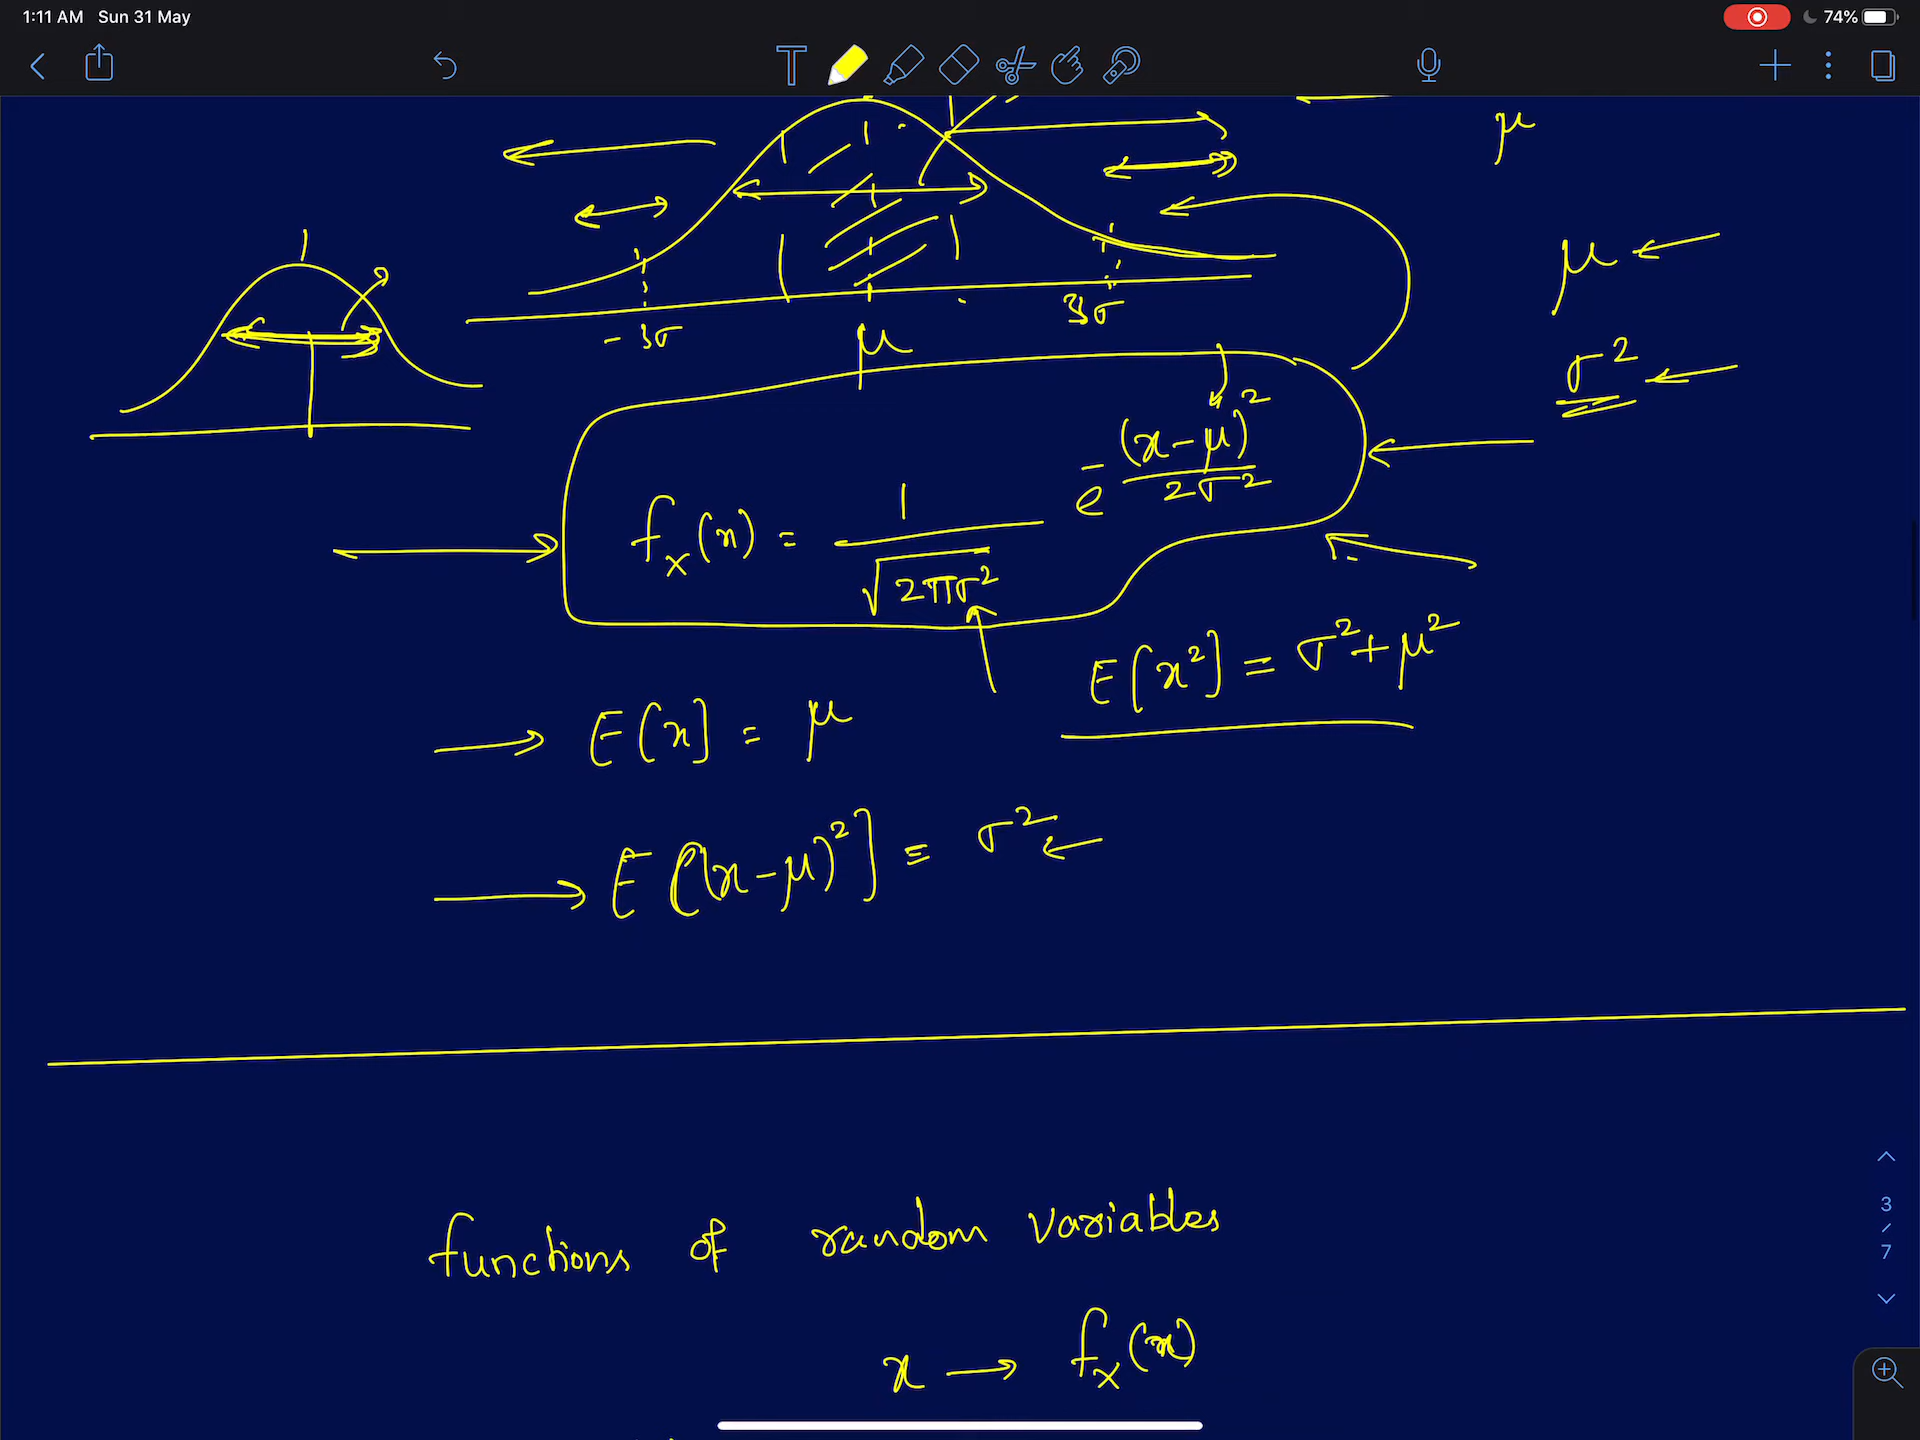 1:11 AM Sun 31 May 74%
μ
μ
-3σ
3σ
μ
σ²
f_X(x) = 1/√(2πσ²) e^{-(x-μ)²/2σ²}
E[x²] = σ² + μ²
E[x] = μ
E[(x-μ)²] = σ²
3 / 7
functions of random variables
x → f_X(x)